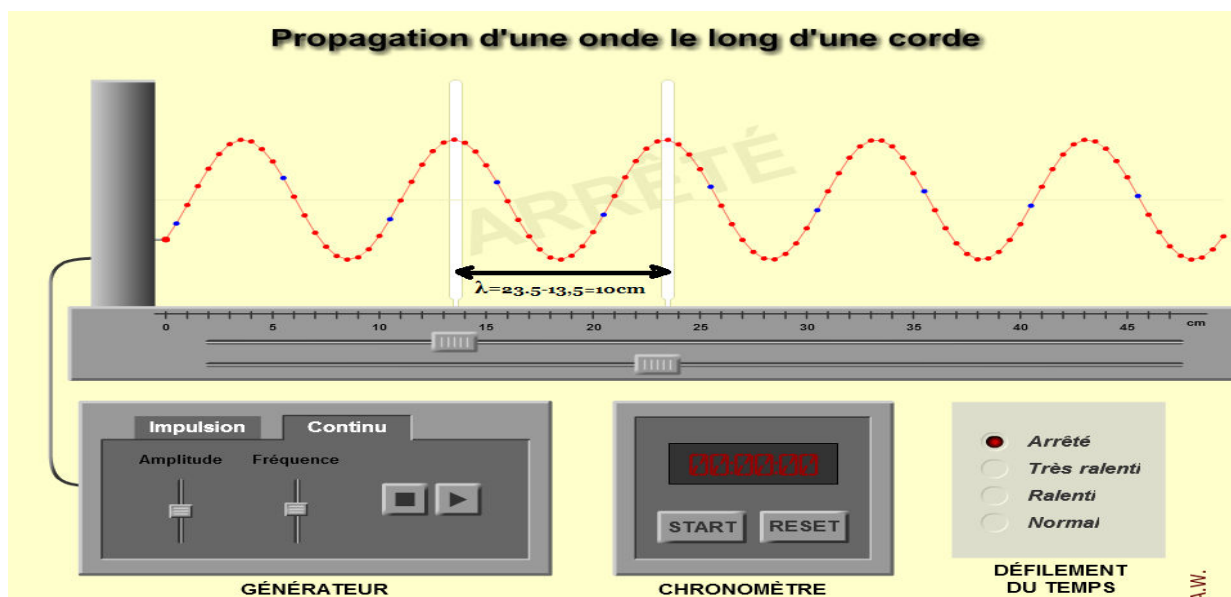 Propagation d'une onde le long d'une corde
ARRÊTÉ
λ=23.5-13,5=10cm
0 5 10 15 20 25 30 35 40 45 cm
Impulsion Continu
Amplitude Fréquence
START RESET
Arrêté
Très ralenti
Ralenti
Normal
GÉNÉRATEUR
CHRONOMÈTRE
DÉFILEMENT
DU TEMPS
A.W.